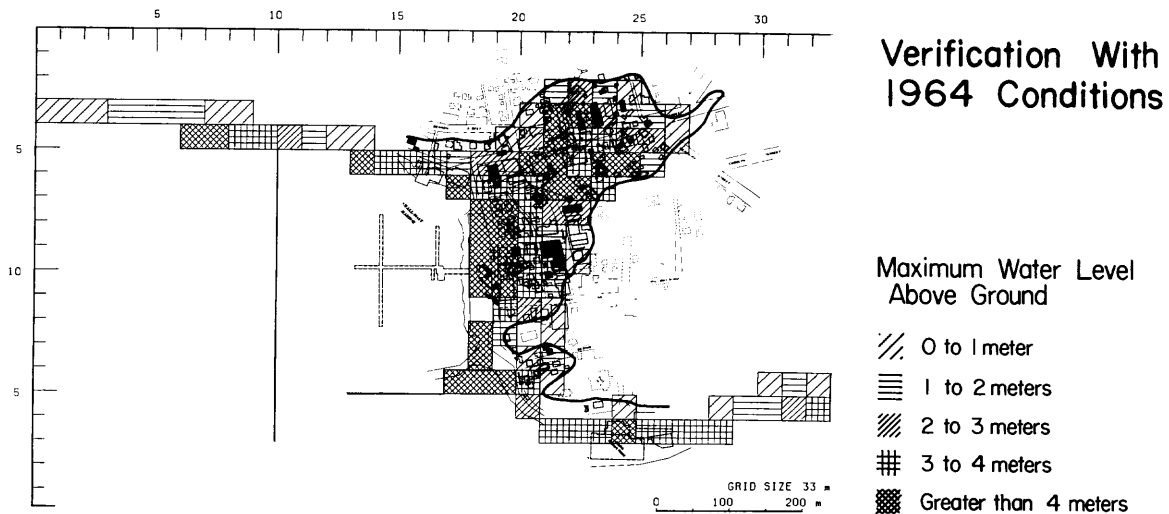 5 10 15 20 25 30
Verification With
1964 Conditions
5
10
5
Maximum Water Level
Above Ground
0 to 1 meter
1 to 2 meters
2 to 3 meters
3 to 4 meters
Greater than 4 meters
GRID SIZE 33 m
0 100 200 m